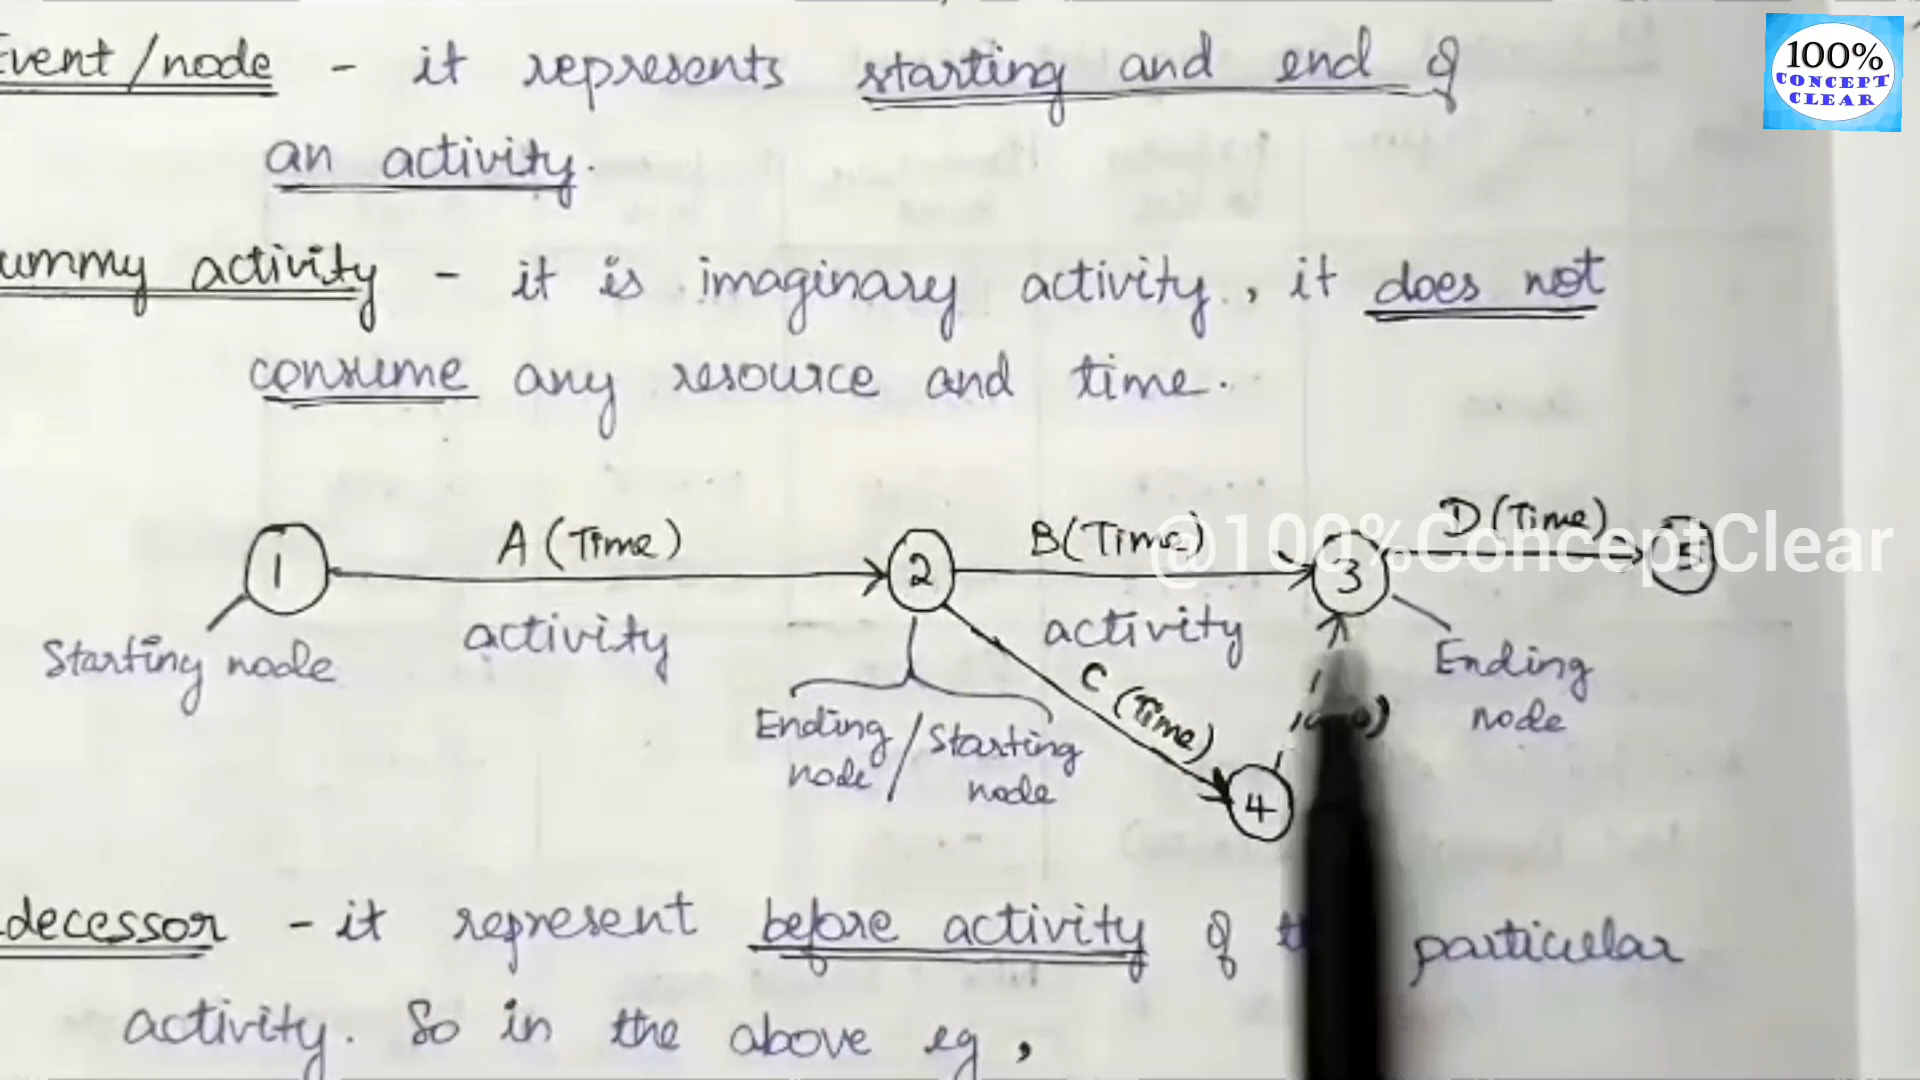 Event/node - it represents starting and end of
an activity.
ummy activity - it is imaginary activity, it does not
consume any resource and time.
A (Time)
B(Time)
D (Time)
1
2
3
5
activity
activity
Starting node
C (Time)
Ending node / Starting node
Ending
node
4
decessor - it represent before activity of particular
activity. So in the above eg,
100%
CONCEPT
CLEAR
@100%ConceptClear